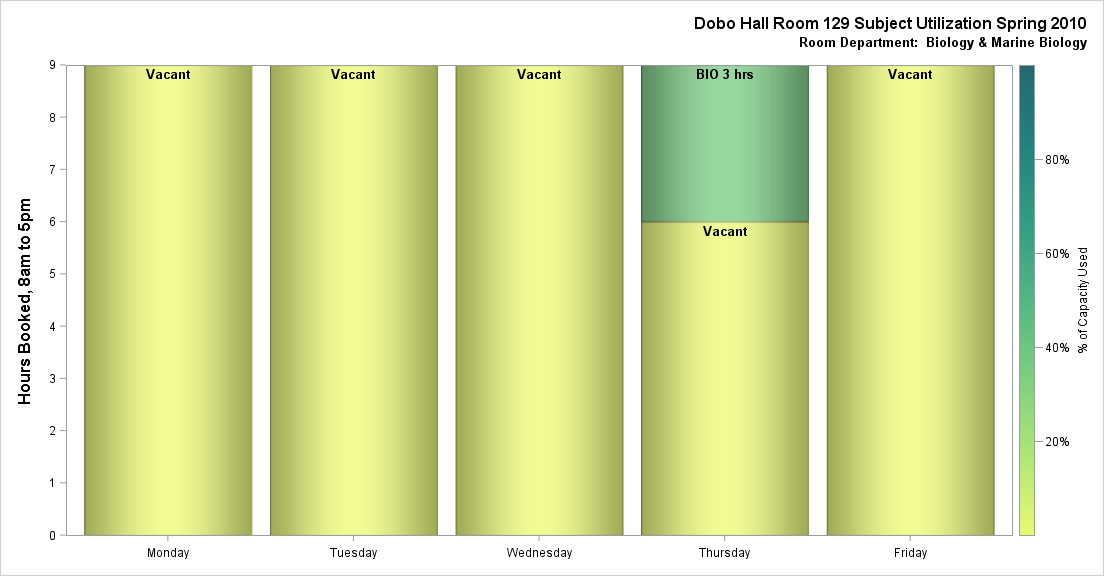 Dobo Hall Room 129 Subject Utilization Spring 2010
Room Department: Biology & Marine Biology
Hours Booked, 8am to 5pm
9
8
7
6
5
4
3
2
1
0
Vacant
Vacant
Vacant
BIO 3 hrs
Vacant
Vacant
Monday
Tuesday
Wednesday
Thursday
Friday
80%
60%
40%
20%
% of Capacity Used